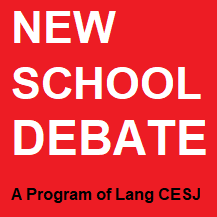 NEW
SCHOOL
DEBATE
A Program of Lang CESJ